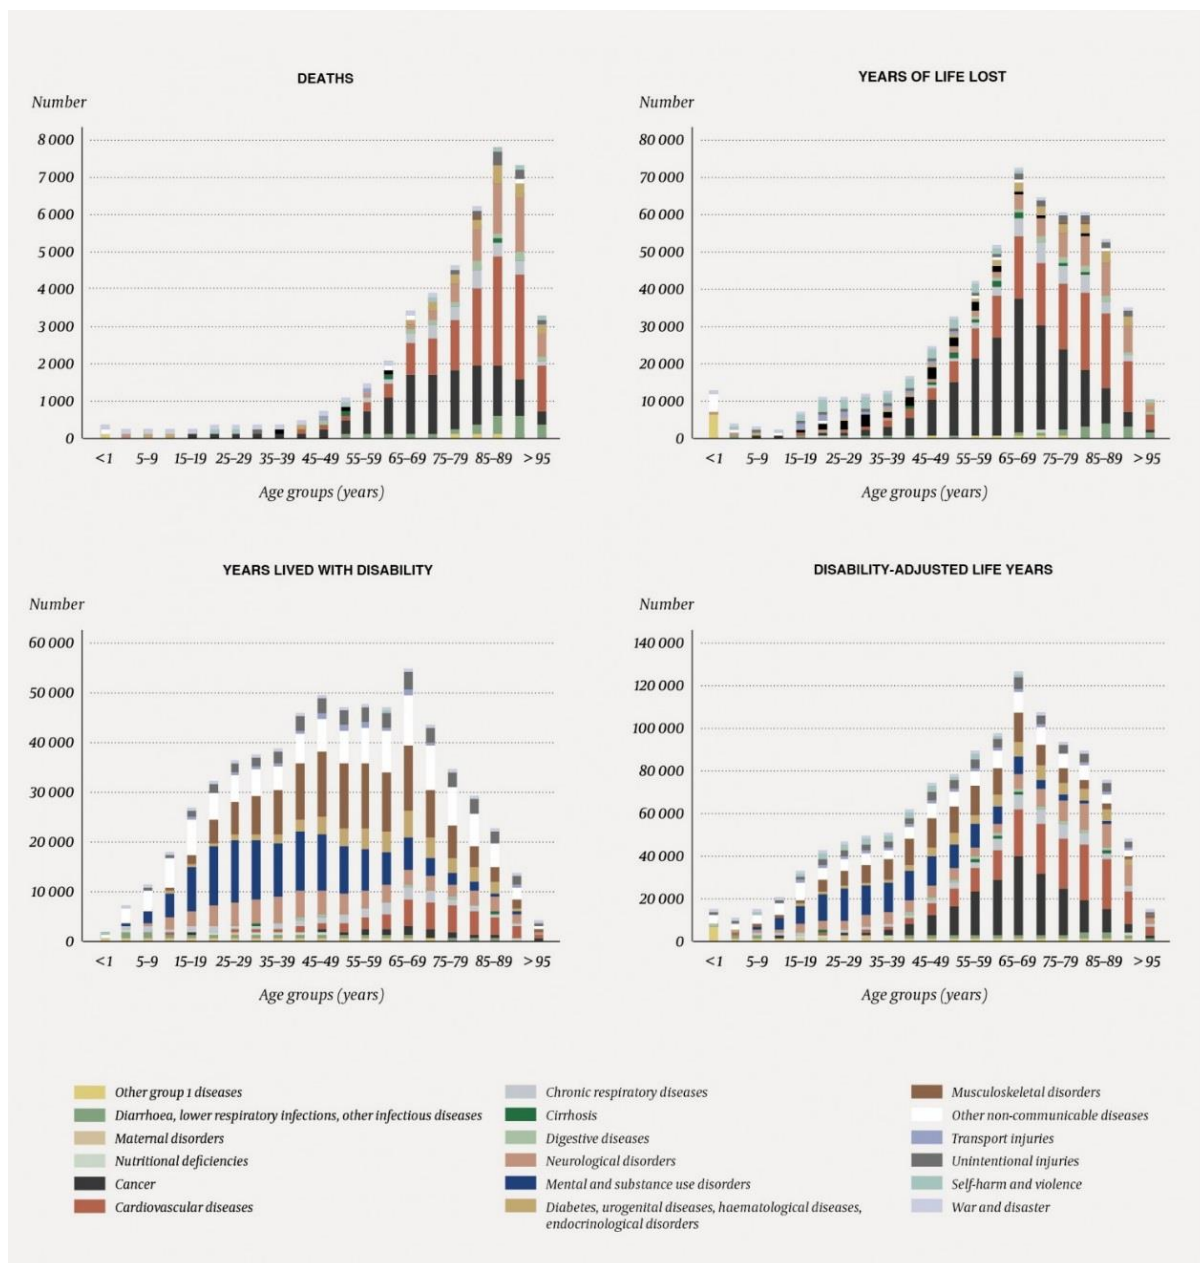 DEATHS
Number
8 000
7 000
6 000
5 000
4 000
3 000
2 000
1 000
0
<1 5–9 15–19 25–29 35–39 45–49 55–59 65–69 75–79 85–89 >95
Age groups (years)
YEARS OF LIFE LOST
Number
80 000
70 000
60 000
50 000
40 000
30 000
20 000
10 000
0
<1 5–9 15–19 25–29 35–39 45–49 55–59 65–69 75–79 85–89 >95
Age groups (years)
YEARS LIVED WITH DISABILITY
Number
60 000
50 000
40 000
30 000
20 000
10 000
0
<1 5–9 15–19 25–29 35–39 45–49 55–59 65–69 75–79 85–89 >95
Age groups (years)
DISABILITY-ADJUSTED LIFE YEARS
Number
140 000
120 000
100 000
80 000
60 000
40 000
20 000
0
<1 5–9 15–19 25–29 35–39 45–49 55–59 65–69 75–79 85–89 >95
Age groups (years)
Other group 1 diseases
Diarrhoea, lower respiratory infections, other infectious diseases
Maternal disorders
Nutritional deficiencies
Cancer
Cardiovascular diseases
Chronic respiratory diseases
Cirrhosis
Digestive diseases
Neurological disorders
Mental and substance use disorders
Diabetes, urogenital diseases, haematological diseases,
endocrinological disorders
Musculoskeletal disorders
Other non-communicable diseases
Transport injuries
Unintentional injuries
Self-harm and violence
War and disaster